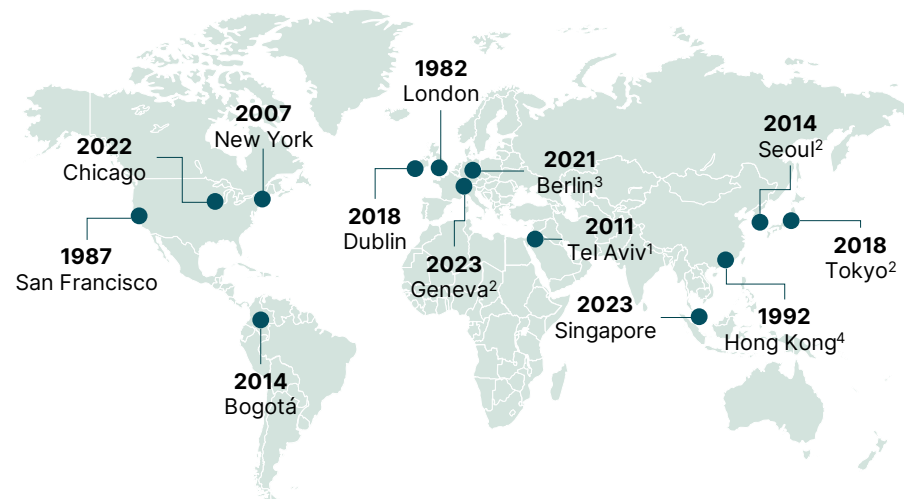 1982
London
2007
New York
2014
Seoul²
2022
Chicago
2021
Berlin³
2018
Dublin
2011
Tel Aviv¹
2018
Tokyo²
1987
San Francisco
2023
Geneva²
2023
Singapore
1992
Hong Kong⁴
2014
Bogotá